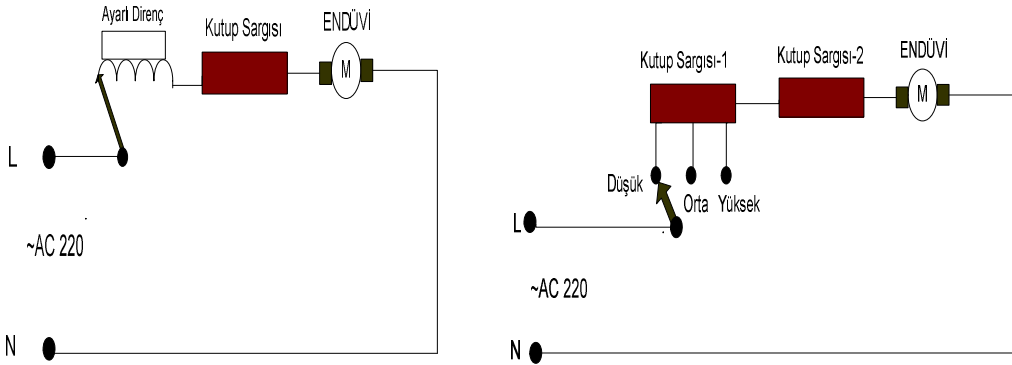 Ayarlı Direnç
Kutup Sargısı
ENDÜVİ
M
L
~AC 220
N
Kutup Sargısı-1
Kutup Sargısı-2
ENDÜVİ
M
Düşük
Orta
Yüksek
L
~AC 220
N